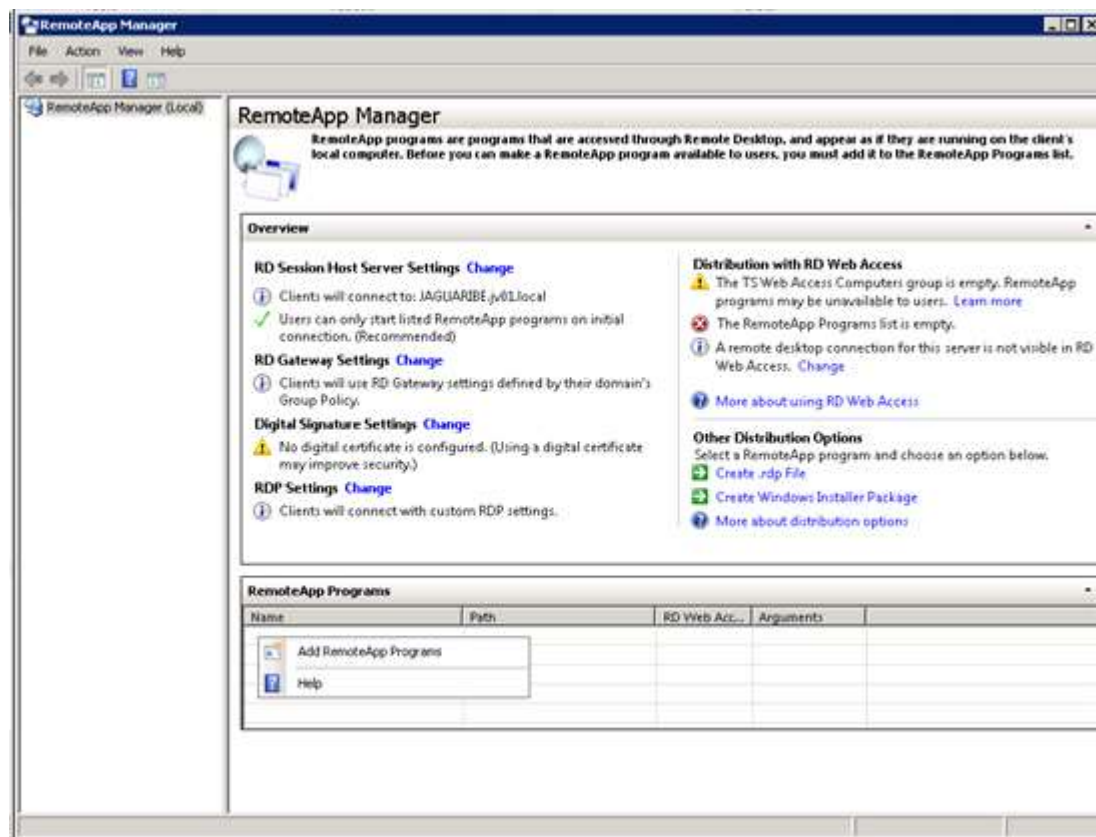 RemoteApp Manager
File Action View Help
RemoteApp Manager (Local)
RemoteApp Manager
RemoteApp programs are programs that are accessed through Remote Desktop, and appear as if they are running on the client's
local computer. Before you can make a RemoteApp program available to users, you must add it to the RemoteApp Programs list.
Overview
RD Session Host Server Settings Change
Clients will connect to: JAGUARIBE.jv01.local
Users can only start listed RemoteApp programs on initial
connection. (Recommended)
RD Gateway Settings Change
Clients will use RD Gateway settings defined by their domain's
Group Policy.
Digital Signature Settings Change
No digital certificate is configured. (Using a digital certificate
may improve security.)
RDP Settings Change
Clients will connect with custom RDP settings.
Distribution with RD Web Access
The TS Web Access Computers group is empty. RemoteApp
programs may be unavailable to users. Learn more
The RemoteApp Programs list is empty.
A remote desktop connection for this server is not visible in RD
Web Access. Change
More about using RD Web Access
Other Distribution Options
Select a RemoteApp program and choose an option below.
Create .rdp File
Create Windows Installer Package
More about distribution options
RemoteApp Programs
Name Path RD Web Acc... Arguments
Add RemoteApp Programs
Help